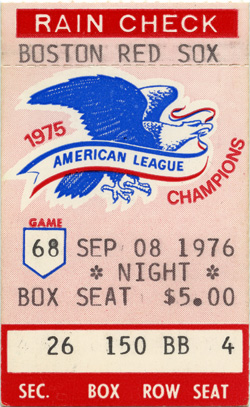 RAIN CHECK
BOSTON RED SOX
1975
AMERICAN LEAGUE
CHAMPIONS
GAME
68 SEP 08 1976
* NIGHT *
BOX SEAT $5.00
26 150 BB 4
SEC. BOX ROW SEAT